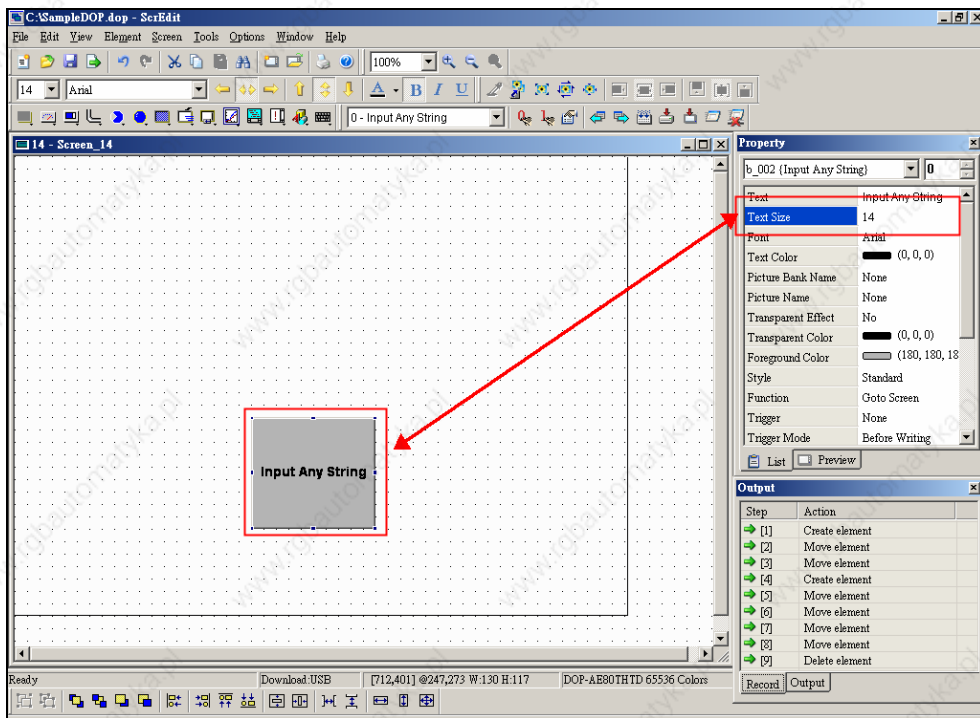 C:\SampleDOP.dop - ScrEdit
File Edit View Element Screen Tools Options Window Help
100%
14 Arial B I U
0 - Input Any String
14 - Screen_14
Input Any String
Property
b_002 {Input Any String} 0
Text Input Any String
Text Size 14
Font Arial
Text Color (0, 0, 0)
Picture Bank Name None
Picture Name None
Transparent Effect No
Transparent Color (0, 0, 0)
Foreground Color (180, 180, 18
Style Standard
Function Goto Screen
Trigger None
Trigger Mode Before Writing
List Preview
Output
Step Action
[1] Create element
[2] Move element
[3] Move element
[4] Create element
[5] Move element
[6] Move element
[7] Move element
[8] Move element
[9] Delete element
Record Output
Ready Download:USB [712,401] @247,273 W:130 H:117 DOP-AE80THTD 65536 Colors
www.rgbautomatyka.pl